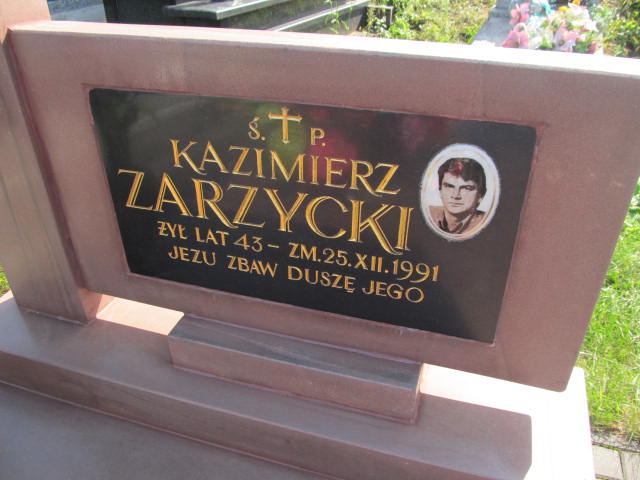 Ś. P.
KAZIMIERZ
ZARZYCKI
ŻYŁ LAT 43 – ZM. 25.XII.1991
JEZU ZBAW DUSZĘ JEGO